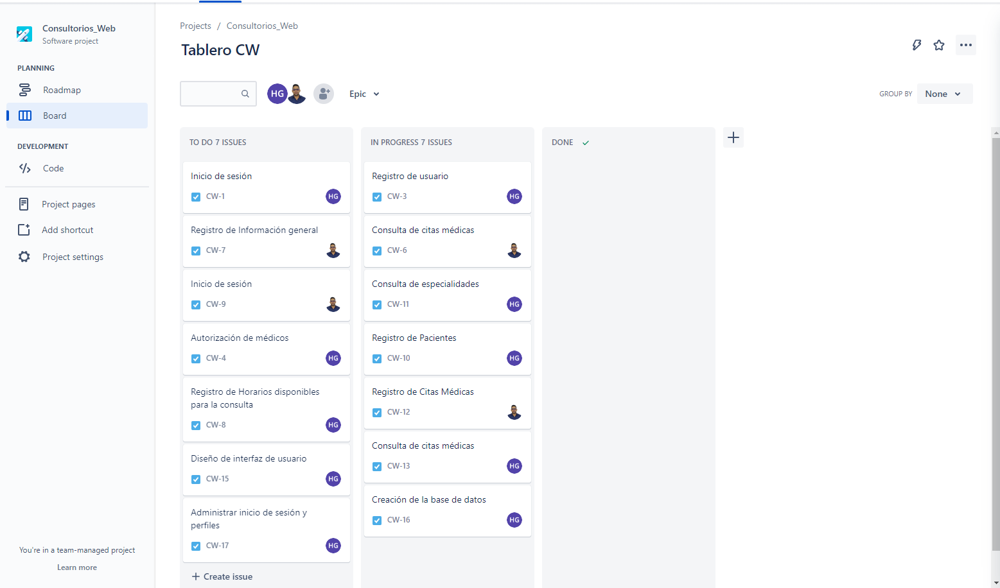 Consultorios_Web
Software project
PLANNING
Roadmap
Board
DEVELOPMENT
Code
Project pages
Add shortcut
Project settings
You're in a team-managed project
Learn more
Projects / Consultorios_Web
Tablero CW
HG
Epic
GROUP BY None
TO DO 7 ISSUES
Inicio de sesión
CW-1 HG
Registro de Información general
CW-7
Inicio de sesión
CW-9
Autorización de médicos
CW-4 HG
Registro de Horarios disponibles
para la consulta
CW-8 HG
Diseño de interfaz de usuario
CW-15 HG
Administrar inicio de sesión y
perfiles
CW-17 HG
Create issue
IN PROGRESS 7 ISSUES
Registro de usuario
CW-3 HG
Consulta de citas médicas
CW-6
Consulta de especialidades
CW-11 HG
Registro de Pacientes
CW-10 HG
Registro de Citas Médicas
CW-12
Consulta de citas médicas
CW-13 HG
Creación de la base de datos
CW-16 HG
DONE